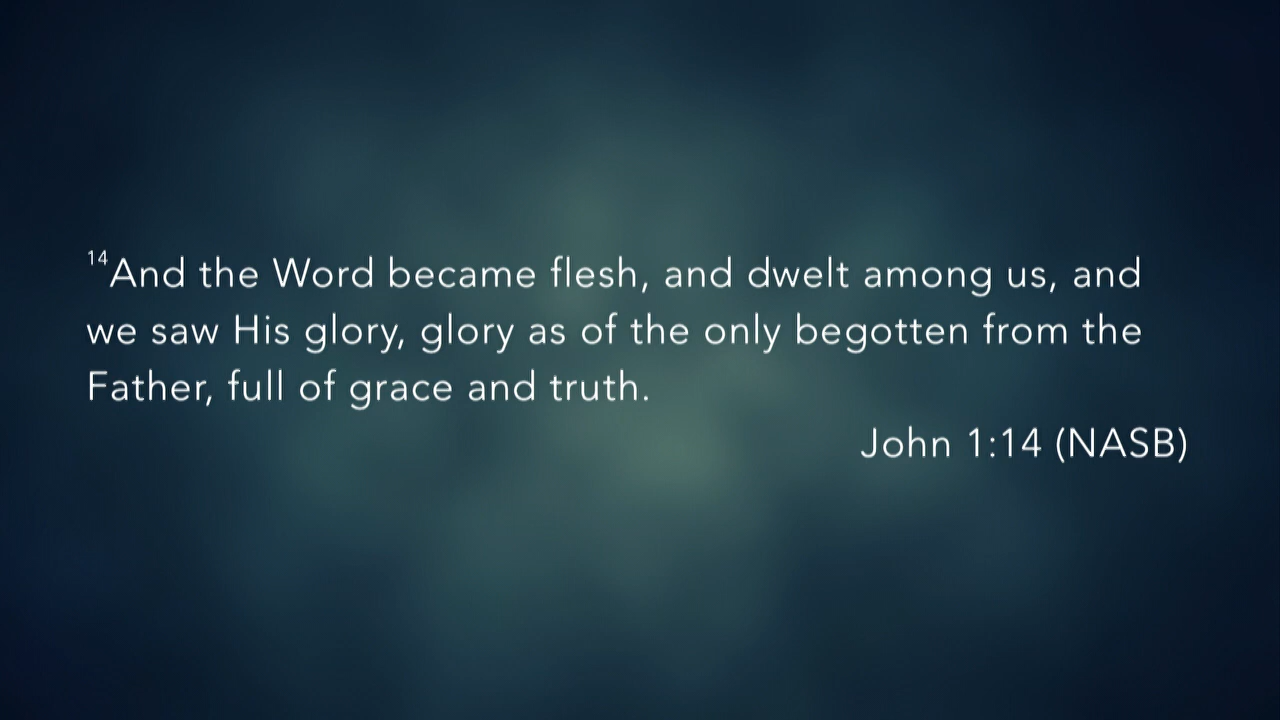 14And the Word became flesh, and dwelt among us, and
we saw His glory, glory as of the only begotten from the
Father, full of grace and truth.
John 1:14 (NASB)